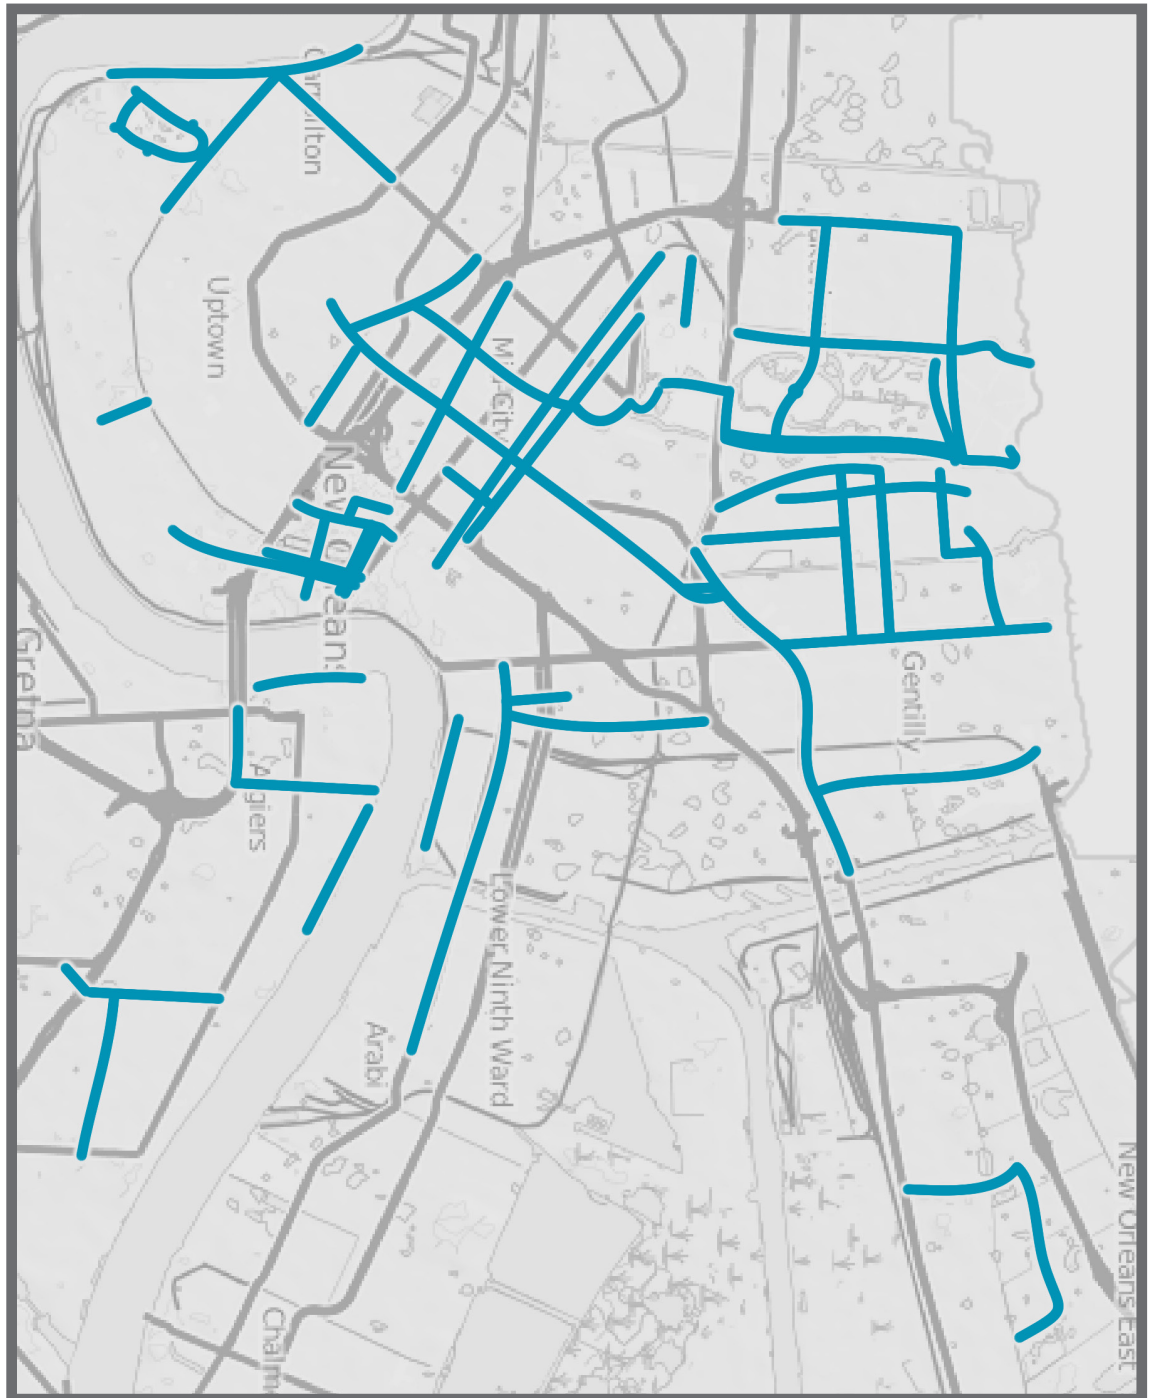 Carrollton
Uptown
Mid-City
New Orleans
Gretna
Algiers
Gentilly
Lower Ninth Ward
Arabi
New Orleans East
Chalm